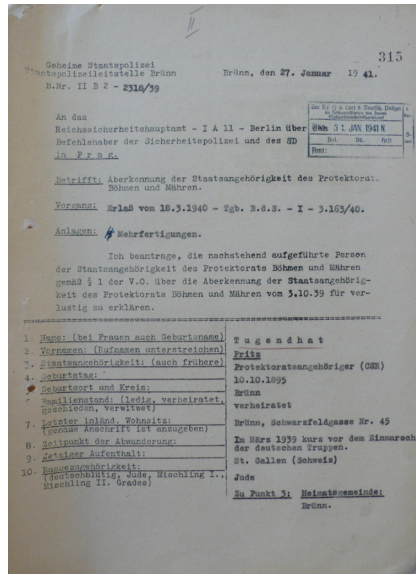 315
II
Geheime Staatspolizei
Staatspolizeileitstelle Brünn
B.Nr. II B 2 - 2318/39
Brünn, den 27. Januar 1941.
An das
Reichssicherheitshauptamt - I A 11 - Berlin über den
Befehlshaber der Sicherheitspolizei und des SD
in Prag.
31. JAN. 1941
Betrifft: Aberkennung der Staatsangehörigkeit des Protektorats
Böhmen und Mähren.
Vorgang: Erlaß vom 18.3.1940 - Tgb. B.d.S. - I - 3.163/40.
Anlagen: 4 Mehrfertigungen.
Ich beantrage, die nachstehend aufgeführte Person
der Staatsangehörigkeit des Protektorats Böhmen und Mähren
gemäß § 1 der V.O. über die Aberkennung der Staatsangehörig-
keit des Protektorats Böhmen und Mähren vom 3.10.39 für ver-
lustig zu erklären.
1. Name: (bei Frauen auch Geburtsname) Tugendhat
2. Vornamen: (Rufnamen unterstreichen) Fritz
3. Staatsangehörigkeit: (auch frühere) Protektoratsangehöriger (CSR)
4. Geburtstag: 10.10.1895
5. Geburtsort und Kreis: Brünn
6. Familienstand: (ledig, verheiratet, verheiratet
geschieden, verwitwet)
7. Letzter inländ. Wohnsitz: Brünn, Schwarzfeldgasse Nr. 45
(genaue Anschrift ist anzugeben)
8. Zeitpunkt der Abwanderung: Im März 1939 kurz vor dem Einmarsch
der deutschen Truppen.
9. Jetziger Aufenthalt: St. Gallen (Schweiz)
10. Rassezugehörigkeit: Jude
(deutschblütig, Jude, Mischling I.,
Mischling II. Grades)
Zu Punkt 3: Heimatsgemeinde:
Brünn.